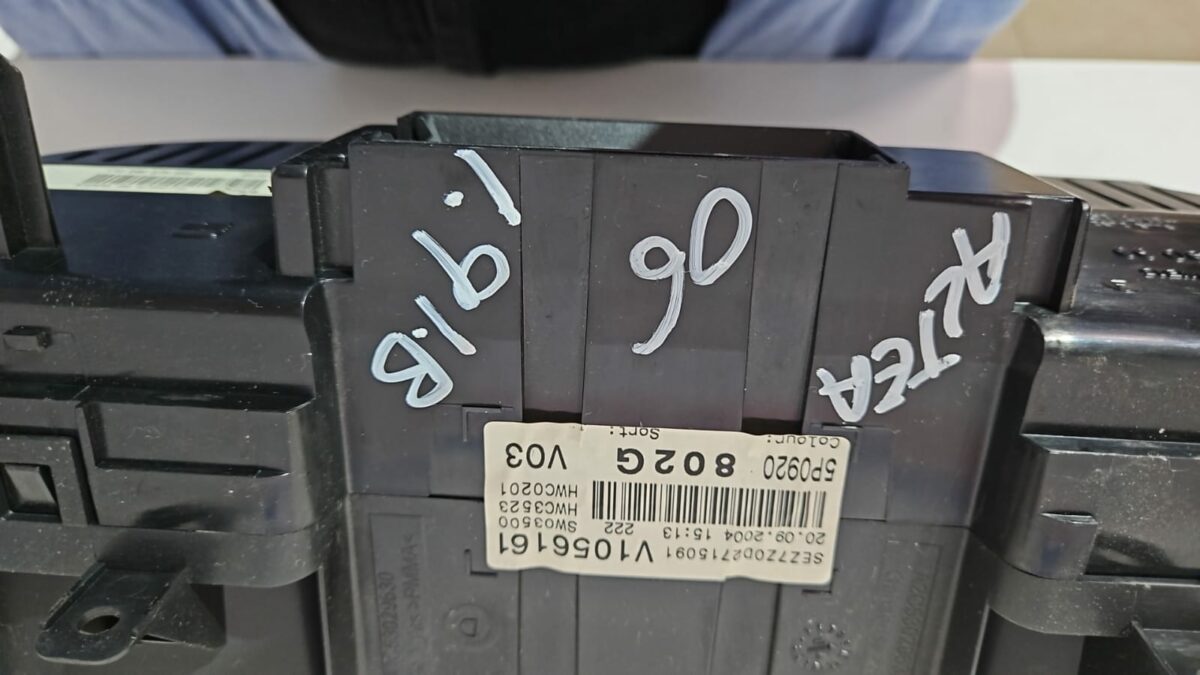 ALTEA
06
SEZ7Z0D2715091 V1056161
20.09.2004 15:13 222 SW03500
HWC3523
HWC0201
5P0920 802G V03
Colour: Sort: